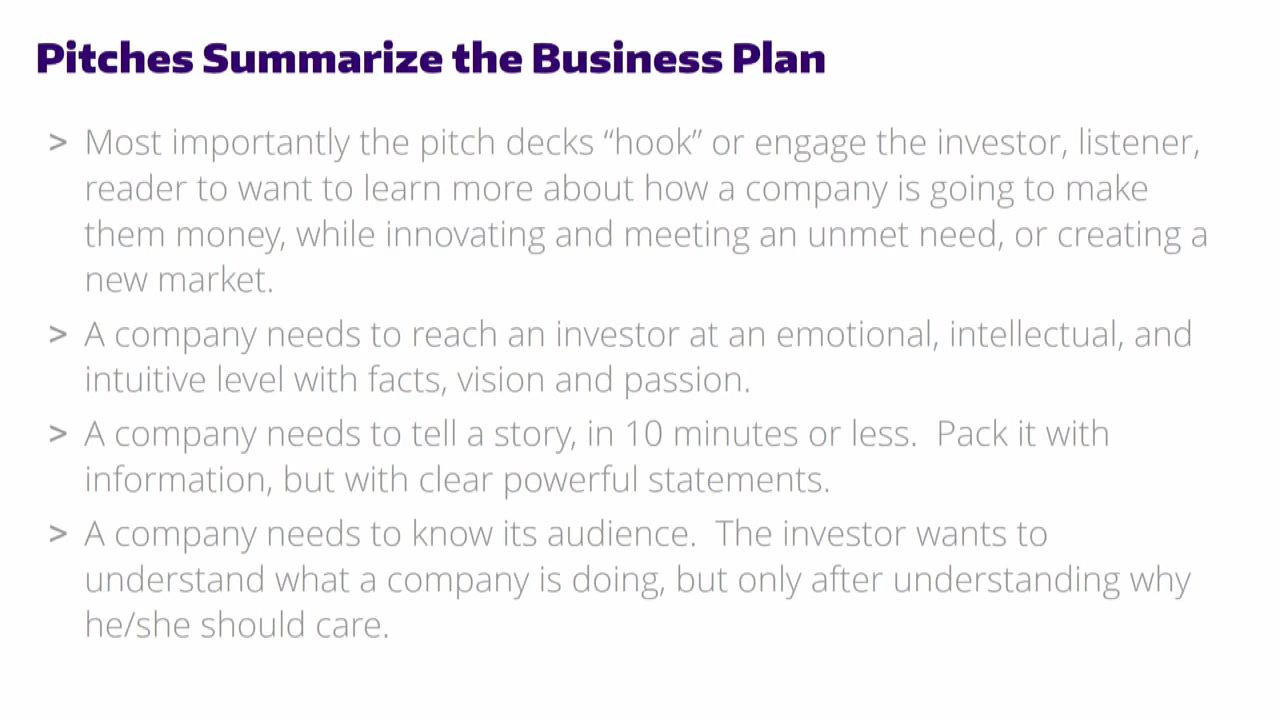 Pitches Summarize the Business Plan
> Most importantly the pitch decks “hook” or engage the investor, listener,
reader to want to learn more about how a company is going to make
them money, while innovating and meeting an unmet need, or creating a
new market.
> A company needs to reach an investor at an emotional, intellectual, and
intuitive level with facts, vision and passion.
> A company needs to tell a story, in 10 minutes or less.  Pack it with
information, but with clear powerful statements.
> A company needs to know its audience.  The investor wants to
understand what a company is doing, but only after understanding why
he/she should care.